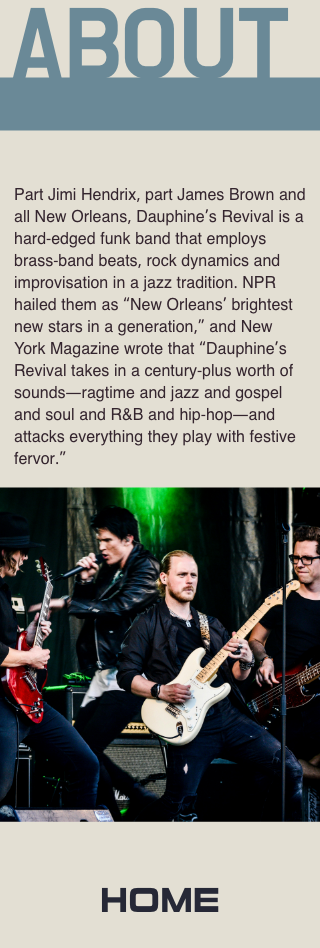 ABOUT
Part Jimi Hendrix, part James Brown and
all New Orleans, Dauphine’s Revival is a
hard-edged funk band that employs
brass-band beats, rock dynamics and
improvisation in a jazz tradition. NPR
hailed them as “New Orleans’ brightest
new stars in a generation,” and New
York Magazine wrote that “Dauphine’s
Revival takes in a century-plus worth of
sounds—ragtime and jazz and gospel
and soul and R&B and hip-hop—and
attacks everything they play with festive
fervor.”
HOME